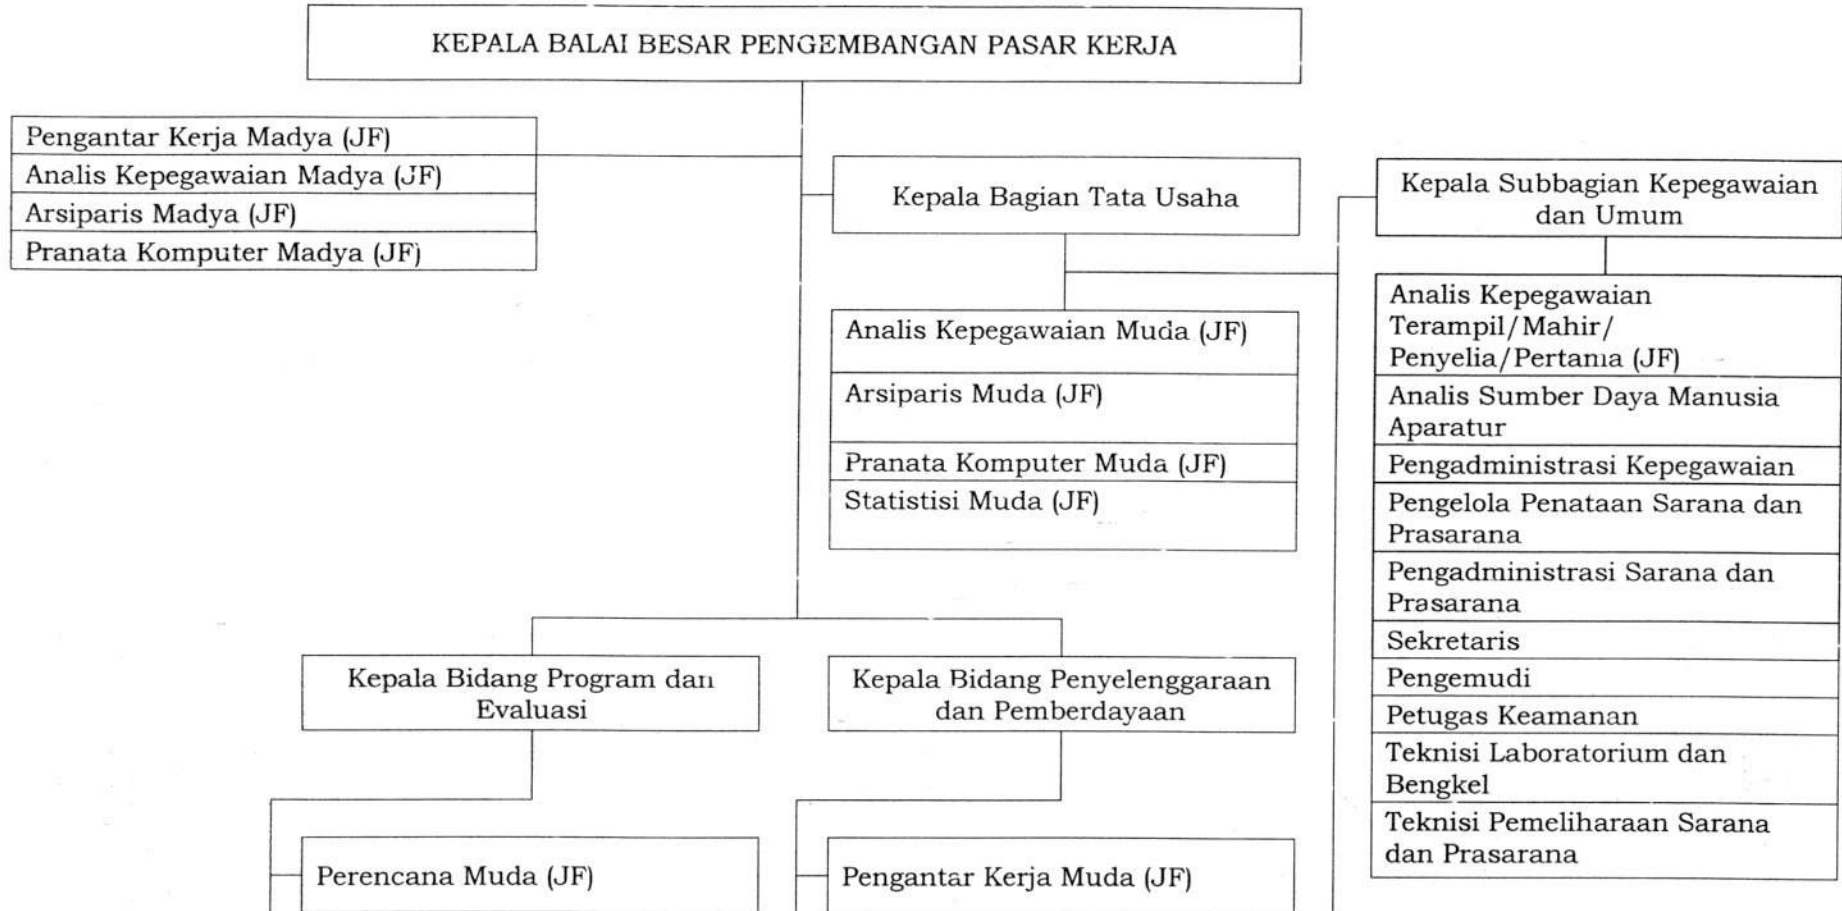 KEPALA BALAI BESAR PENGEMBANGAN PASAR KERJA
Pengantar Kerja Madya (JF)
Analis Kepegawaian Madya (JF)
Arsiparis Madya (JF)
Pranata Komputer Madya (JF)
Kepala Bagian Tata Usaha
Kepala Subbagian Kepegawaian
dan Umum
Analis Kepegawaian Muda (JF)
Arsiparis Muda (JF)
Pranata Komputer Muda (JF)
Statistisi Muda (JF)
Analis Kepegawaian
Terampil/Mahir/
Penyelia/Pertama (JF)
Analis Sumber Daya Manusia
Aparatur
Pengadministrasi Kepegawaian
Pengelola Penataan Sarana dan
Prasarana
Pengadministrasi Sarana dan
Prasarana
Sekretaris
Pengemudi
Petugas Keamanan
Teknisi Laboratorium dan
Bengkel
Teknisi Pemeliharaan Sarana
dan Prasarana
Kepala Bidang Program dan
Evaluasi
Kepala Bidang Penyelenggaraan
dan Pemberdayaan
Perencana Muda (JF)
Pengantar Kerja Muda (JF)